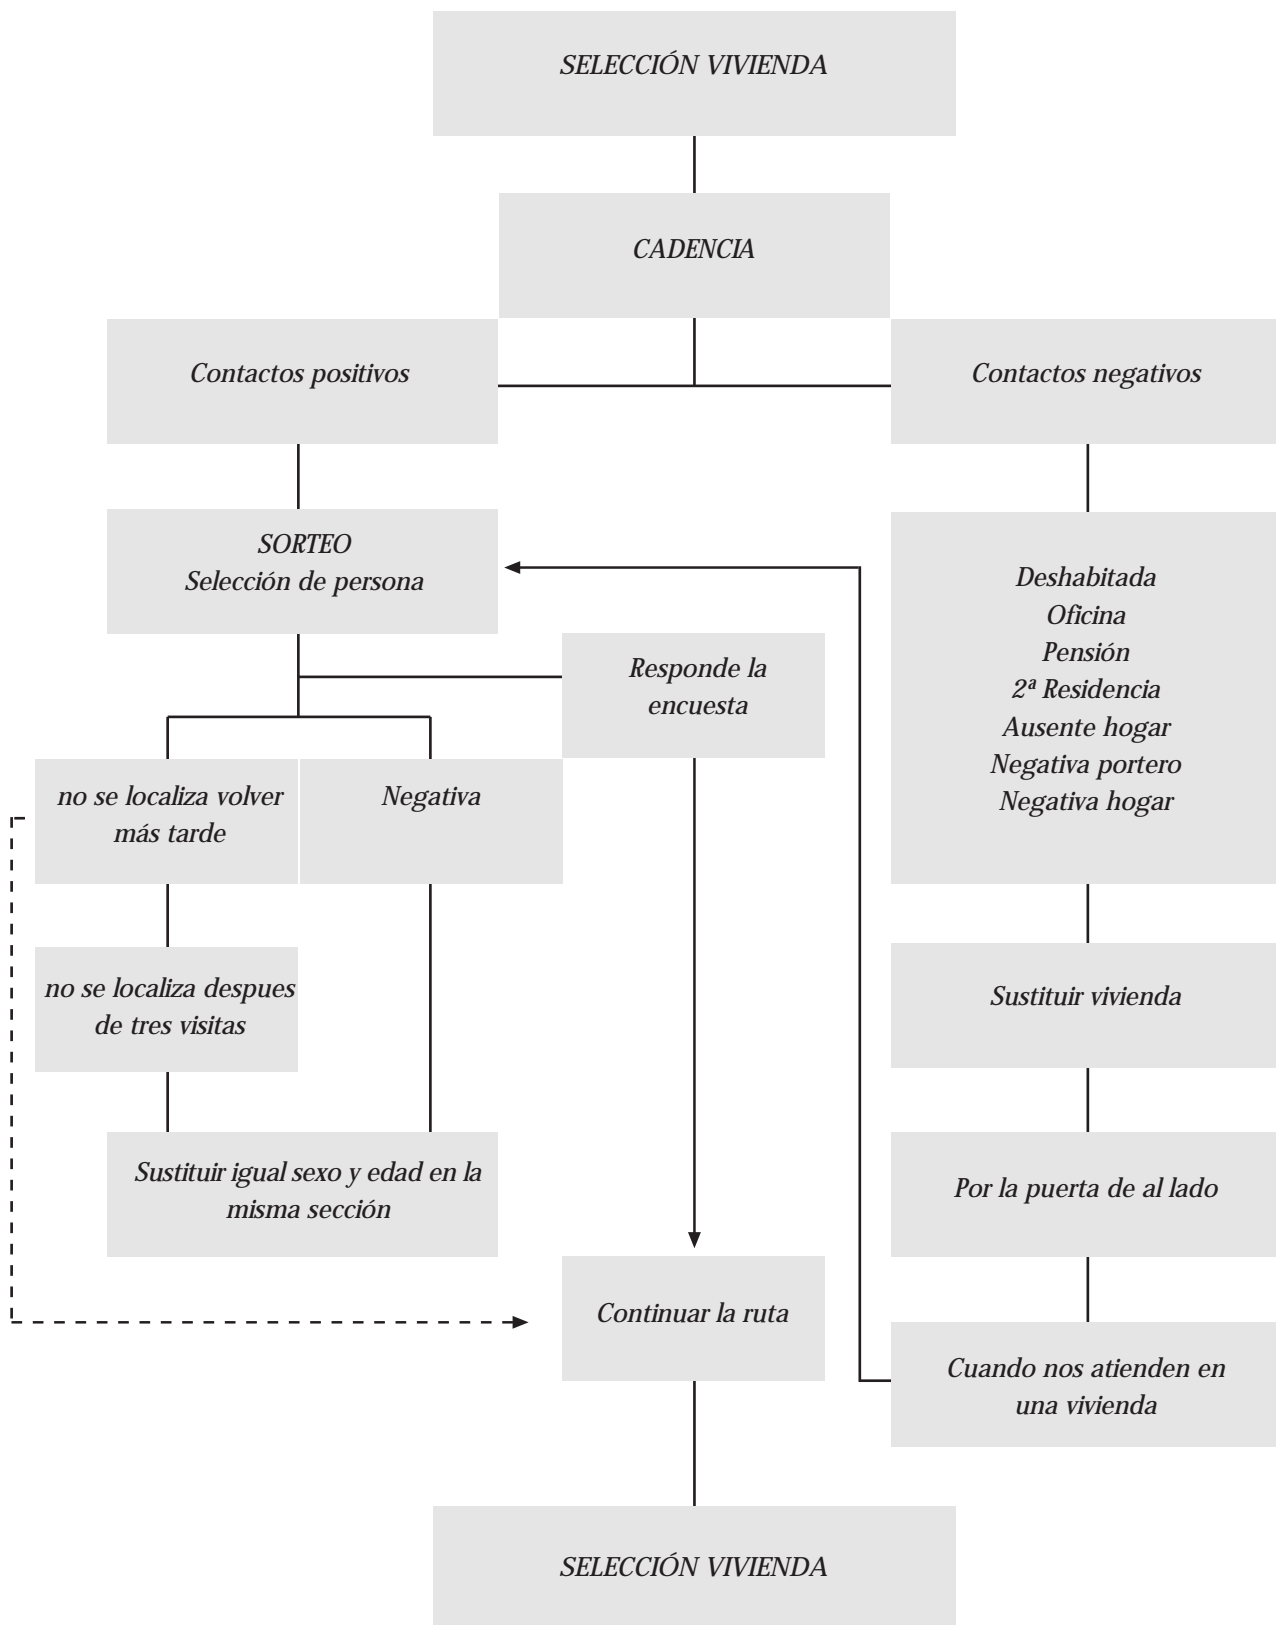 SELECCIÓN VIVIENDA
CADENCIA
Contactos positivos
Contactos negativos
SORTEO
Selección de persona
Deshabitada
Oficina
Pensión
2ª Residencia
Ausente hogar
Negativa portero
Negativa hogar
Responde la
encuesta
no se localiza volver
más tarde
Negativa
no se localiza despues
de tres visitas
Sustituir vivienda
Sustituir igual sexo y edad en la
misma sección
Por la puerta de al lado
Continuar la ruta
Cuando nos atienden en
una vivienda
SELECCIÓN VIVIENDA